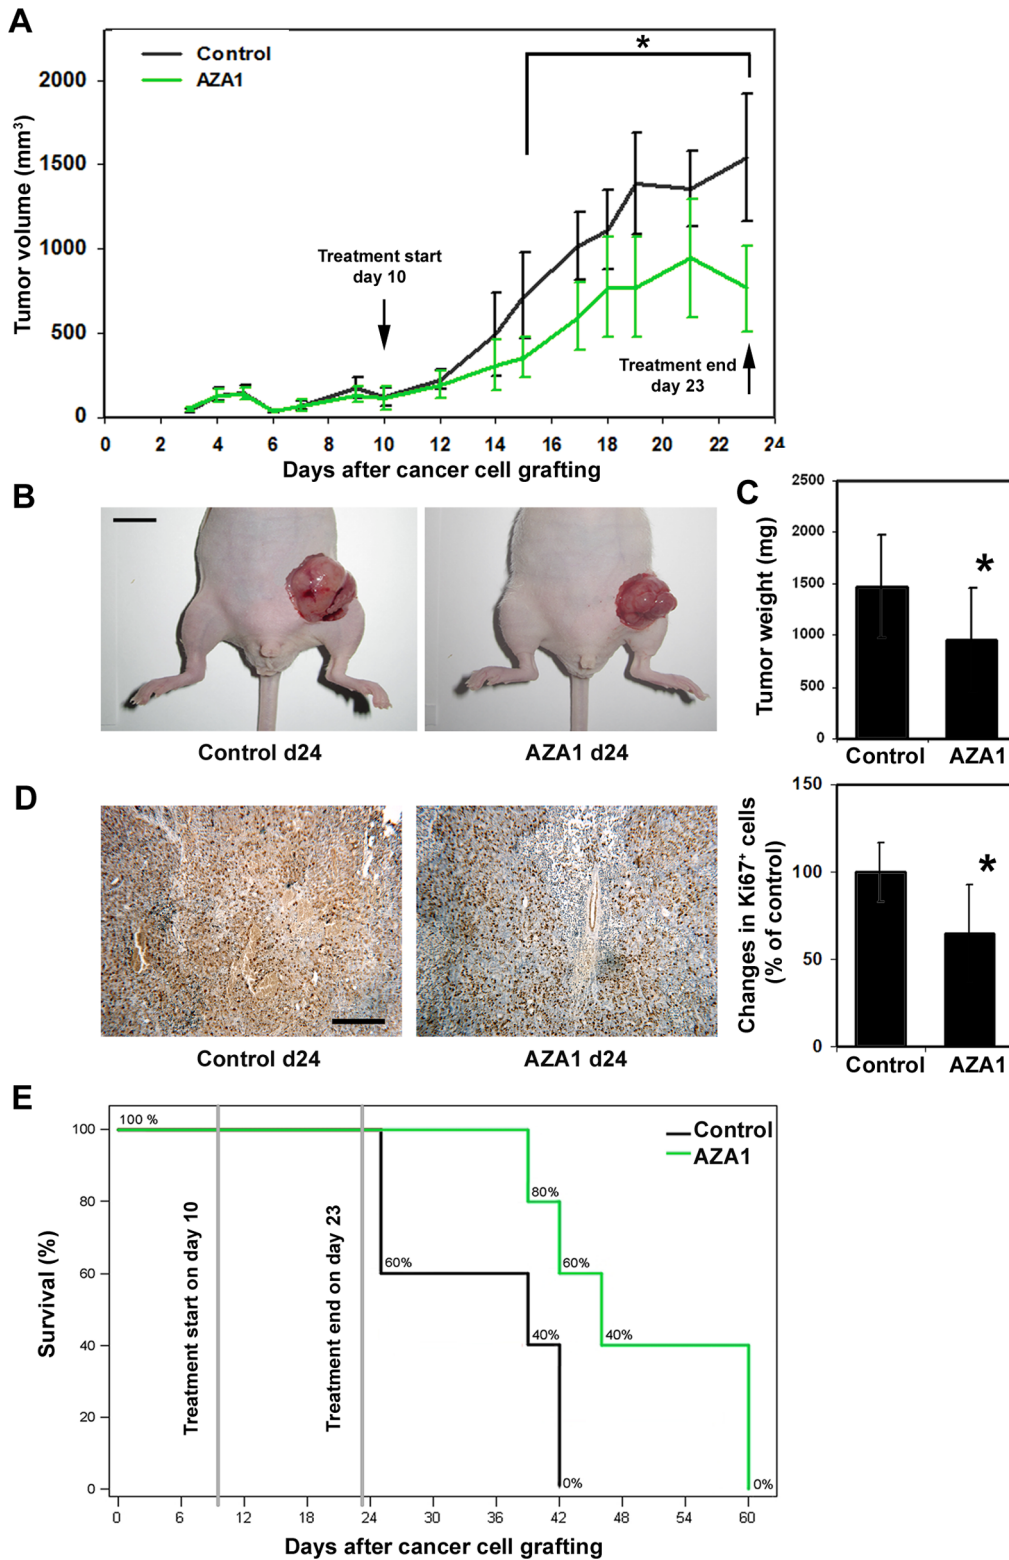 A
Control
AZA1
*
Tumor volume (mm³)
2000
1500
1000
500
0
Treatment start
day 10
Treatment end
day 23
0 2 4 6 8 10 12 14 16 18 20 22 24
Days after cancer cell grafting
B
Control d24
AZA1 d24
C
Tumor weight (mg)
2500
2000
1500
1000
500
0
*
Control AZA1
D
Control d24
AZA1 d24
Changes in Ki67⁺ cells
(% of control)
150
100
50
0
*
Control AZA1
E
Survival (%)
100
80
60
40
20
0
100 %
Control
AZA1
Treatment start on day 10
Treatment end on day 23
80%
60%
60%
40%
40%
0%
0%
0 6 12 18 24 30 36 42 48 54 60
Days after cancer cell grafting